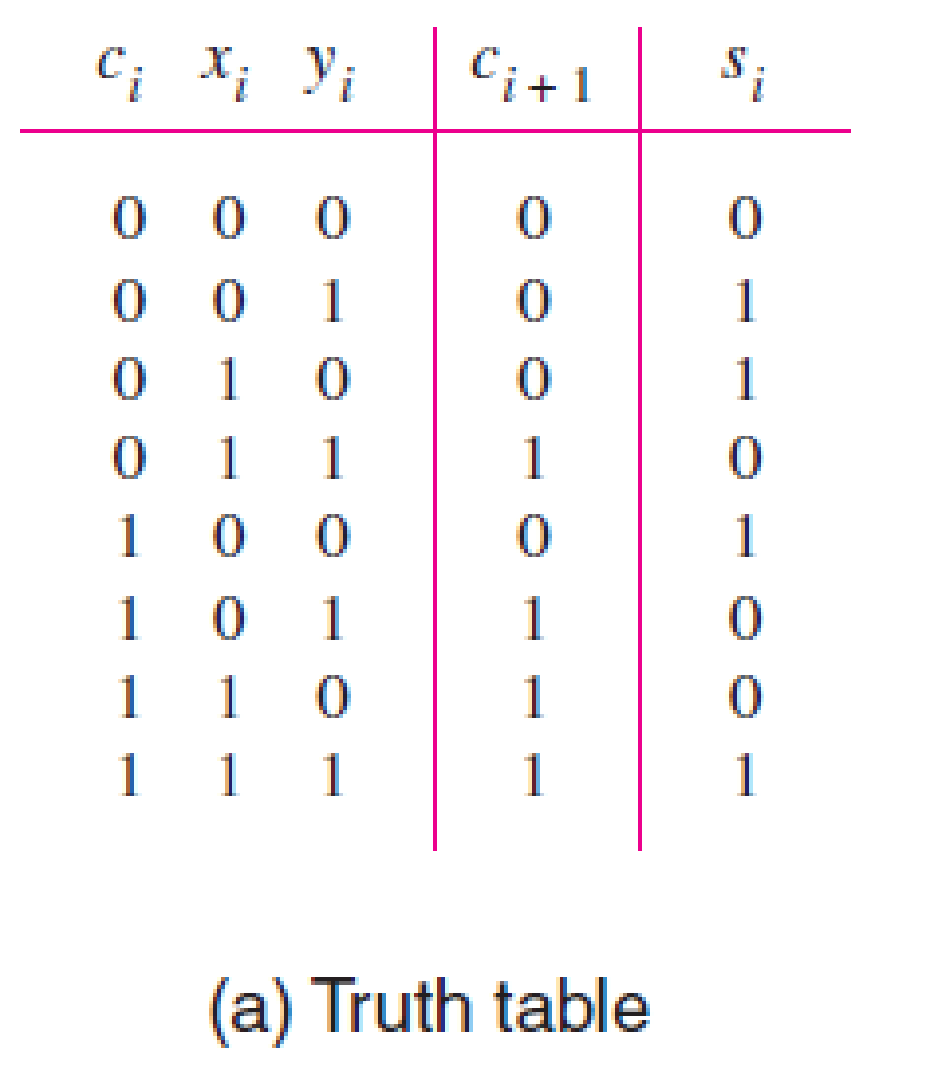 c_i x_i y_i c_{i+1} s_i
0 0 0 0 0
0 0 1 0 1
0 1 0 0 1
0 1 1 1 0
1 0 0 0 1
1 0 1 1 0
1 1 0 1 0
1 1 1 1 1
(a) Truth table